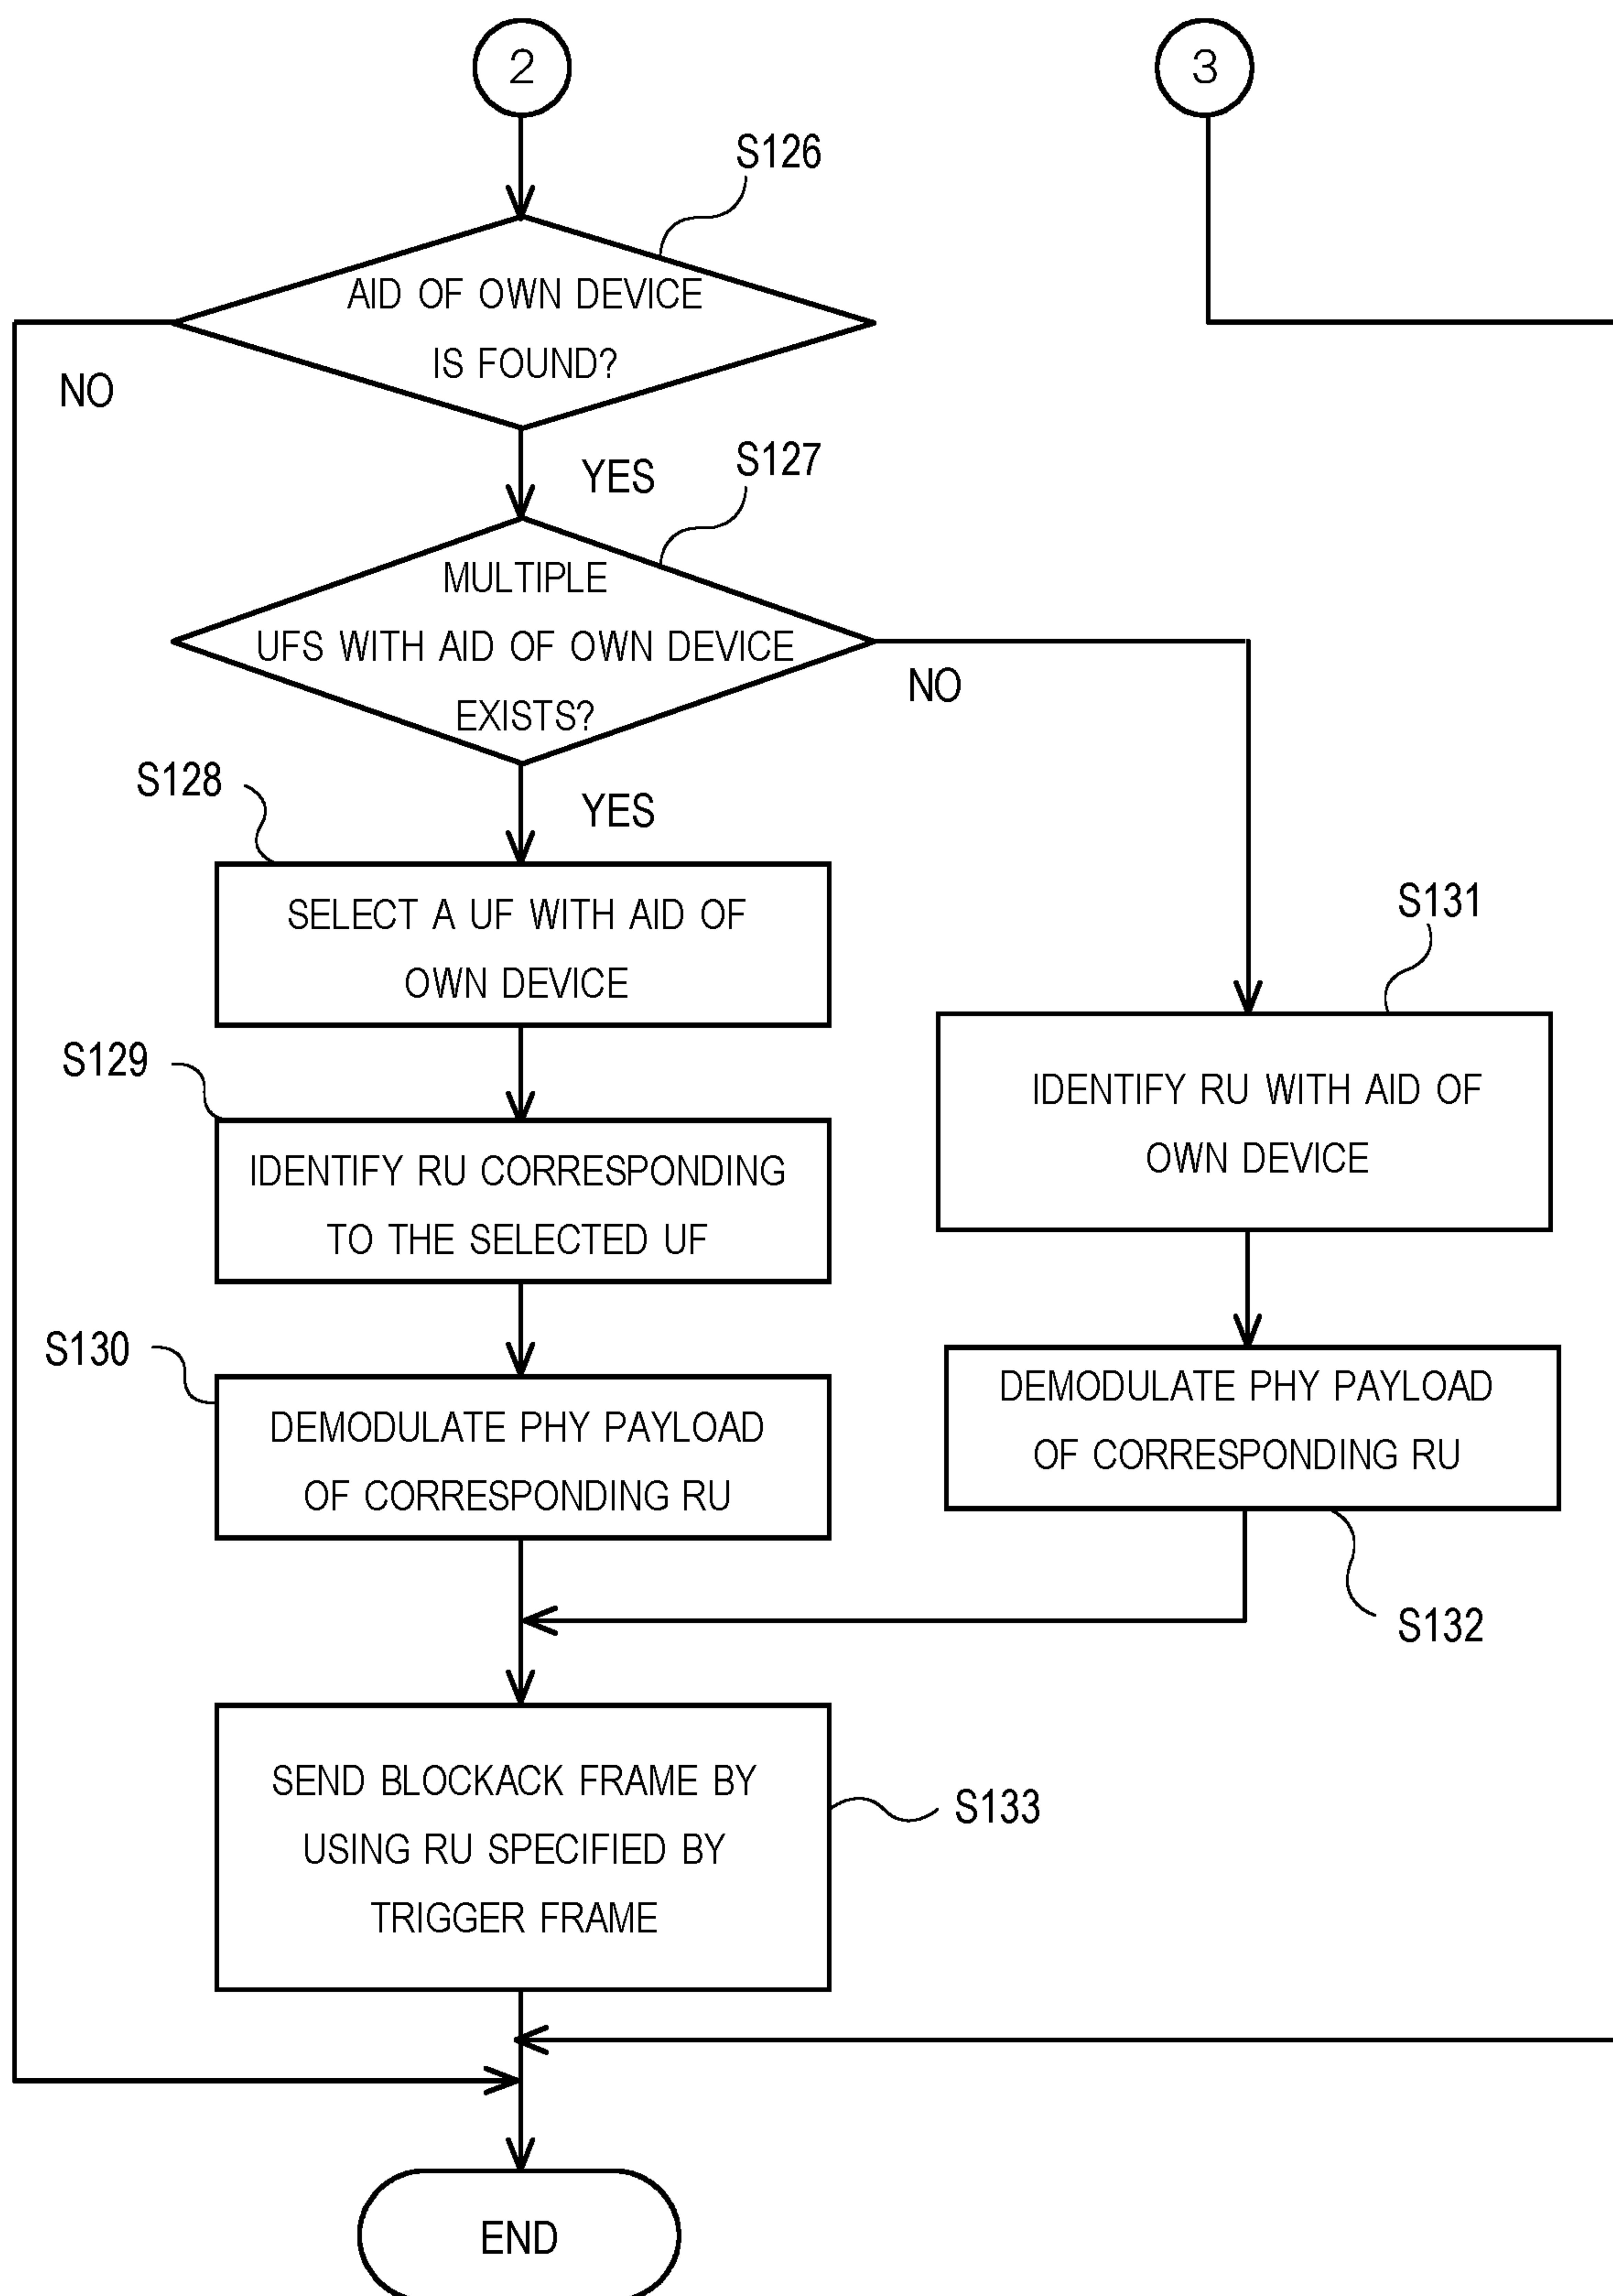 2
3
S126
AID OF OWN DEVICE
IS FOUND?
NO
YES
S127
MULTIPLE
UFS WITH AID OF OWN DEVICE
EXISTS?
NO
YES
S128
SELECT A UF WITH AID OF
OWN DEVICE
S131
IDENTIFY RU WITH AID OF
OWN DEVICE
S129
IDENTIFY RU CORRESPONDING
TO THE SELECTED UF
S130
DEMODULATE PHY PAYLOAD
OF CORRESPONDING RU
DEMODULATE PHY PAYLOAD
OF CORRESPONDING RU
S132
SEND BLOCKACK FRAME BY
USING RU SPECIFIED BY
TRIGGER FRAME
S133
END